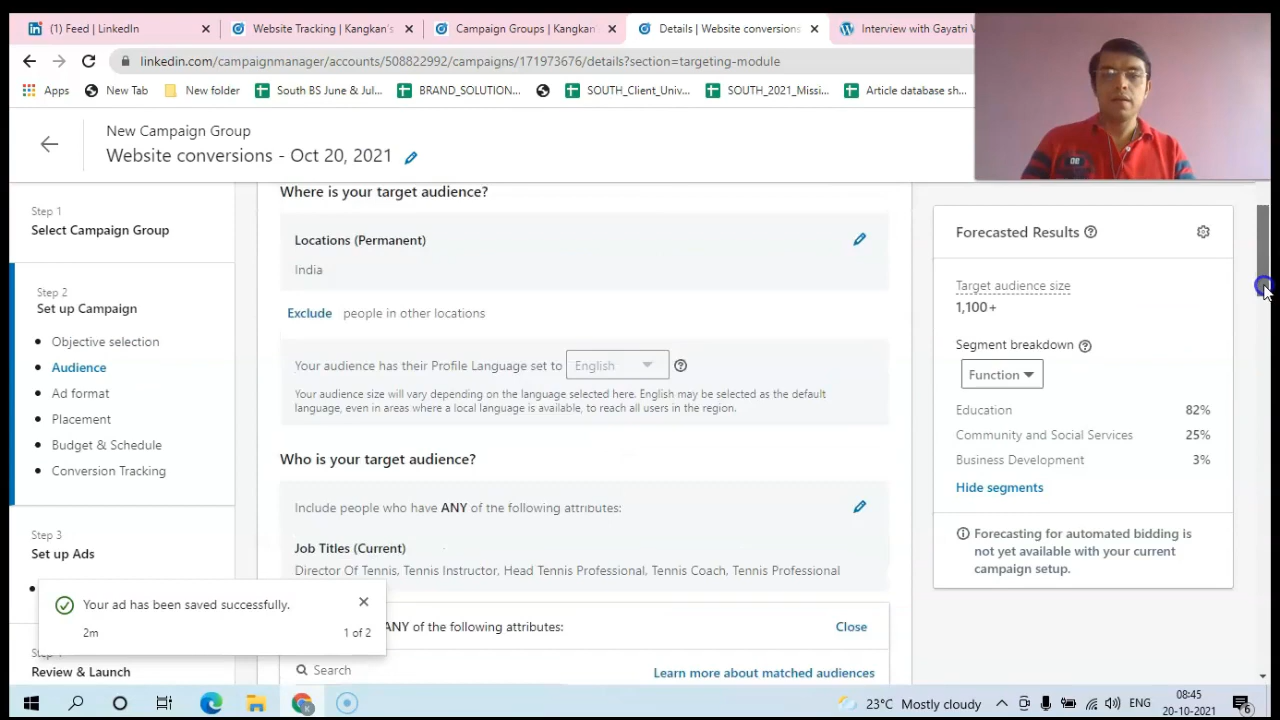 (1) Feed | LinkedIn
Website Tracking | Kangkan's
Campaign Groups | Kangkan
Details | Website conversions
Interview with Gayatri
linkedin.com/campaignmanager/accounts/508822992/campaigns/171973676/details?section=targeting-module
Apps
New Tab
New folder
South BS June & Jul...
BRAND_SOLUTION...
SOUTH_Client_Univ...
SOUTH_2021_Missi...
Article database sh...
New Campaign Group
Website conversions - Oct 20, 2021
Step 1
Select Campaign Group
Step 2
Set up Campaign
Objective selection
Audience
Ad format
Placement
Budget & Schedule
Conversion Tracking
Step 3
Set up Ads
Review & Launch
Your ad has been saved successfully.
2m
1 of 2
Where is your target audience?
Locations (Permanent)
India
Exclude people in other locations
Your audience has their Profile Language set to English
Your audience size will vary depending on the language selected here. English may be selected as the default
language, even in areas where a local language is available, to reach all users in the region.
Who is your target audience?
Include people who have ANY of the following attributes:
Job Titles (Current)
Director Of Tennis, Tennis Instructor, Head Tennis Professional, Tennis Coach, Tennis Professional
ANY of the following attributes:
Close
Search
Learn more about matched audiences
Forecasted Results
Target audience size
1,100+
Segment breakdown
Function
Education 82%
Community and Social Services 25%
Business Development 3%
Hide segments
Forecasting for automated bidding is
not yet available with your current
campaign setup.
23°C Mostly cloudy
ENG
08:45
20-10-2021
6